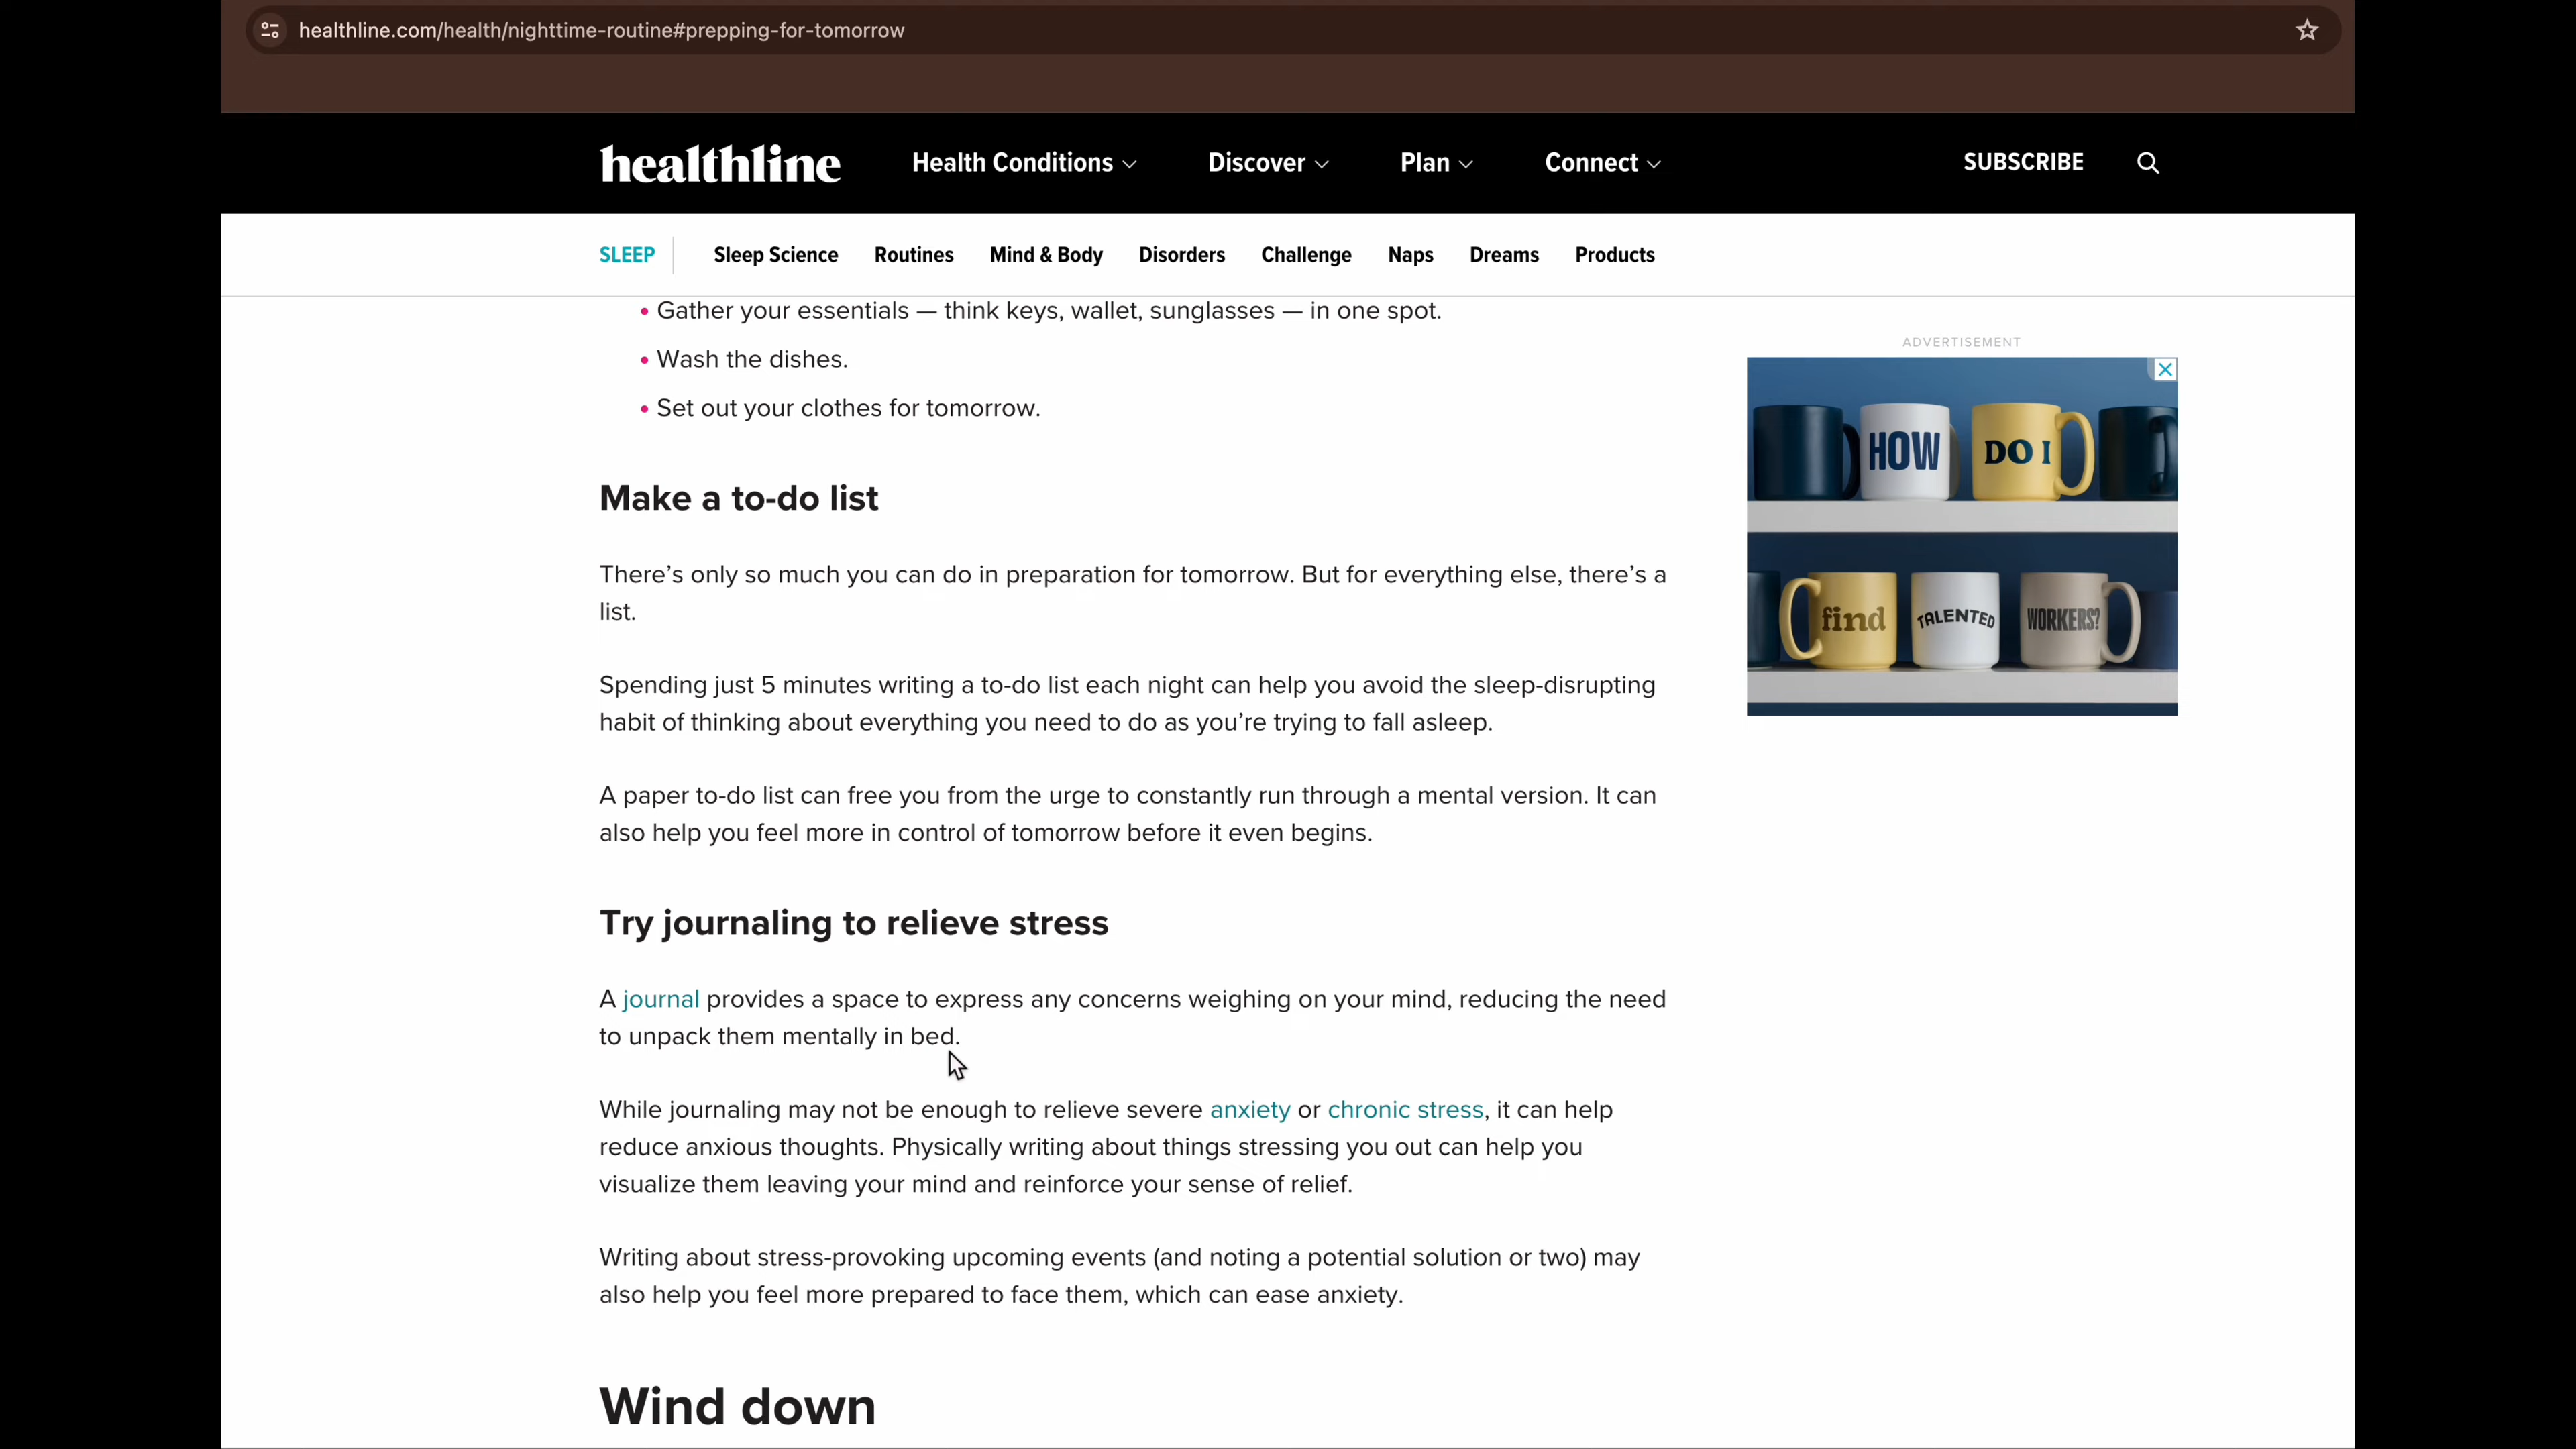 healthline.com/health/nighttime-routine#prepping-for-tomorrow
healthline
Health Conditions
Discover
Plan
Connect
SUBSCRIBE
SLEEP
Sleep Science
Routines
Mind & Body
Disorders
Challenge
Naps
Dreams
Products
• Gather your essentials — think keys, wallet, sunglasses — in one spot.
• Wash the dishes.
• Set out your clothes for tomorrow.
Make a to-do list
There’s only so much you can do in preparation for tomorrow. But for everything else, there’s a
list.
Spending just 5 minutes writing a to-do list each night can help you avoid the sleep-disrupting
habit of thinking about everything you need to do as you’re trying to fall asleep.
A paper to-do list can free you from the urge to constantly run through a mental version. It can
also help you feel more in control of tomorrow before it even begins.
Try journaling to relieve stress
A journal provides a space to express any concerns weighing on your mind, reducing the need
to unpack them mentally in bed.
While journaling may not be enough to relieve severe anxiety or chronic stress, it can help
reduce anxious thoughts. Physically writing about things stressing you out can help you
visualize them leaving your mind and reinforce your sense of relief.
Writing about stress-provoking upcoming events (and noting a potential solution or two) may
also help you feel more prepared to face them, which can ease anxiety.
Wind down
ADVERTISEMENT
HOW
DO I
find
TALENTED
WORKERS?